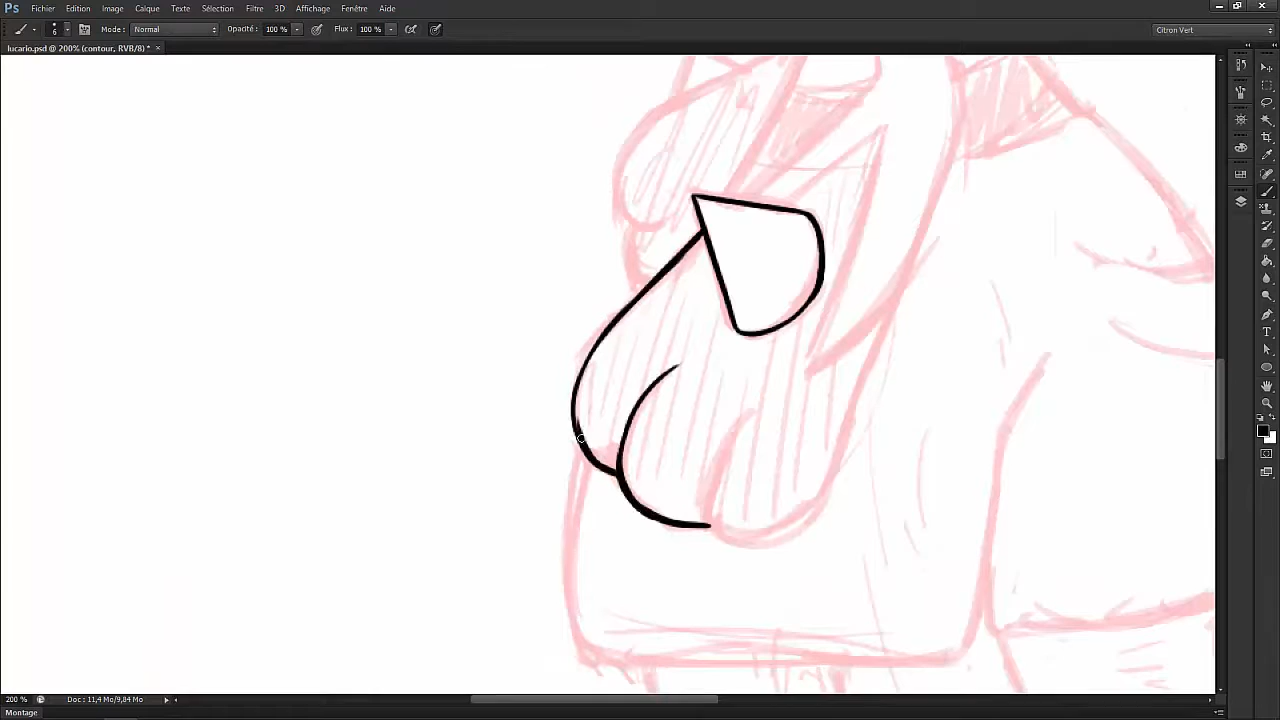 Ps Fichier Edition Image Calque Texte Sélection Filtre 3D Affichage Fenêtre Aide
6 Mode : Normal Opacité : 100 % Flux : 100 % Citron Vert
lucario.psd @ 200% (contour, RVB/8) * ×
200 % Doc : 11,4 Mo/9,84 Mo
Montage